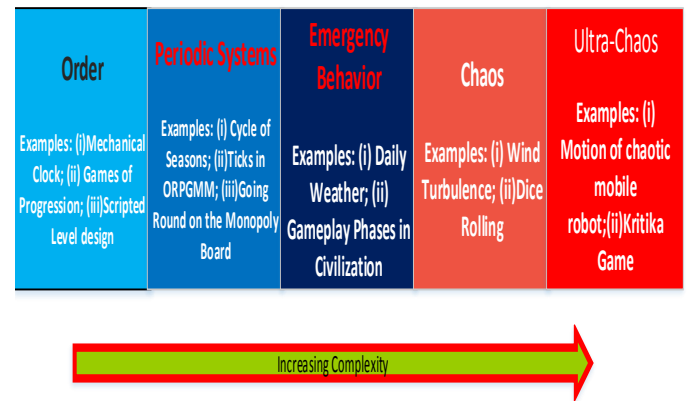 Order
Examples: (i)Mechanical
Clock; (ii) Games of
Progression; (iii)Scripted
Level design
Periodic Systems
Examples: (i) Cycle of
Seasons; (ii)Ticks in
ORPGMM; (iii)Going
Round on the Monopoly
Board
Emergency
Behavior
Examples: (i) Daily
Weather; (ii)
Gameplay Phases in
Civilization
Chaos
Examples: (i) Wind
Turbulence; (ii)Dice
Rolling
Ultra-Chaos
Examples: (i)
Motion of chaotic
mobile
robot;(ii)Kritika
Game
Increasing Complexity